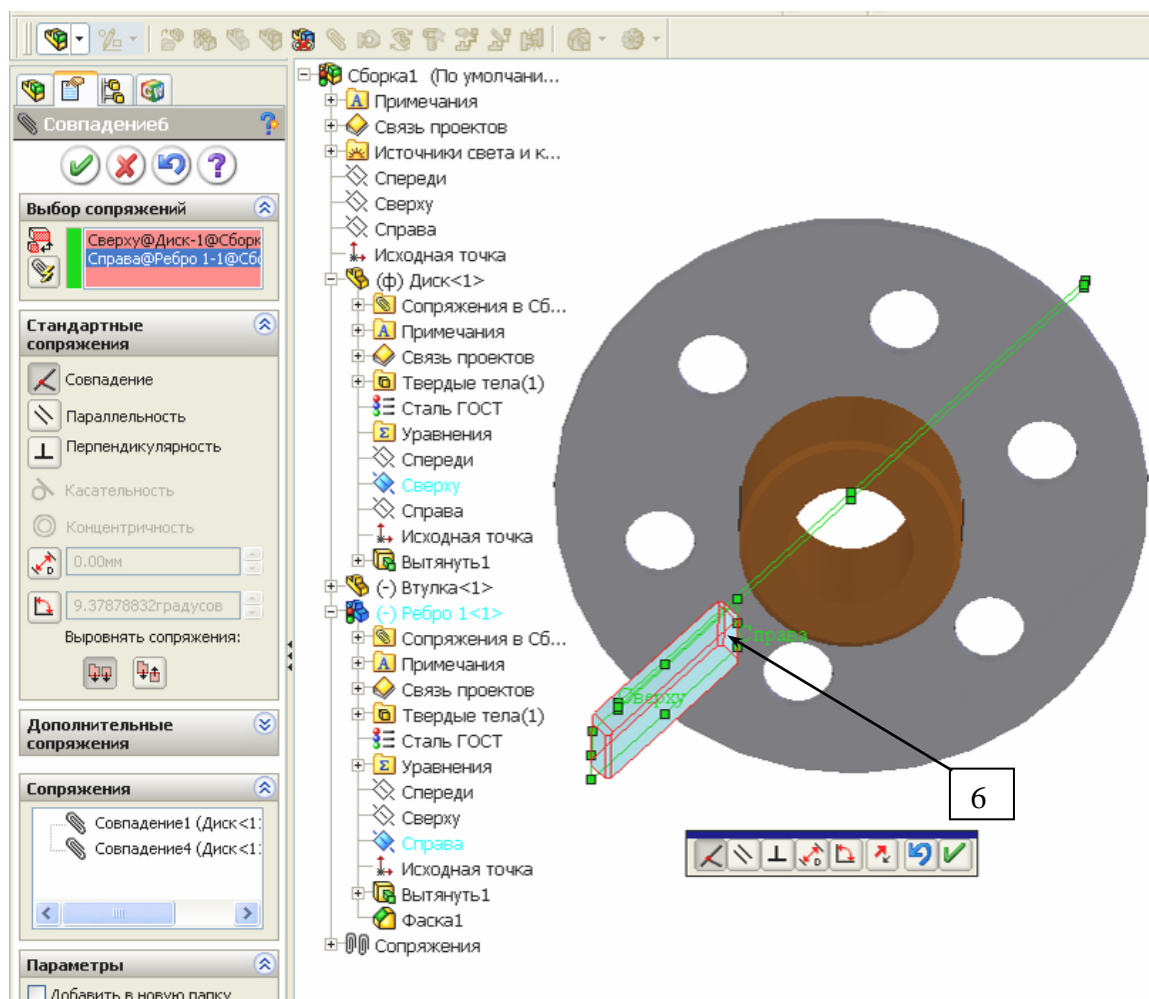 Совпадение6
Выбор сопряжений
Сверху@Диск-1@Сборк
Справа@Ребро 1-1@Сбо
Стандартные
сопряжения
Совпадение
Параллельность
Перпендикулярность
Касательность
Концентричность
0.00мм
9.37878832градусов
Выровнять сопряжения:
Дополнительные
сопряжения
Сопряжения
Совпадение1 (Диск<1
Совпадение4 (Диск<1
Параметры
Добавить в новую папку
Сборка1 (По умолчани...
Примечания
Связь проектов
Источники света и к...
Спереди
Сверху
Справа
Исходная точка
(ф) Диск<1>
Сопряжения в Сб...
Примечания
Связь проектов
Твердые тела(1)
Сталь ГОСТ
Уравнения
Спереди
Сверху
Справа
Исходная точка
Вытянуть1
(-) Втулка<1>
(-) Ребро 1<1>
Сопряжения в Сб...
Примечания
Связь проектов
Твердые тела(1)
Сталь ГОСТ
Уравнения
Спереди
Сверху
Справа
Исходная точка
Вытянуть1
Фаска1
Сопряжения
Справа
Сверху
6